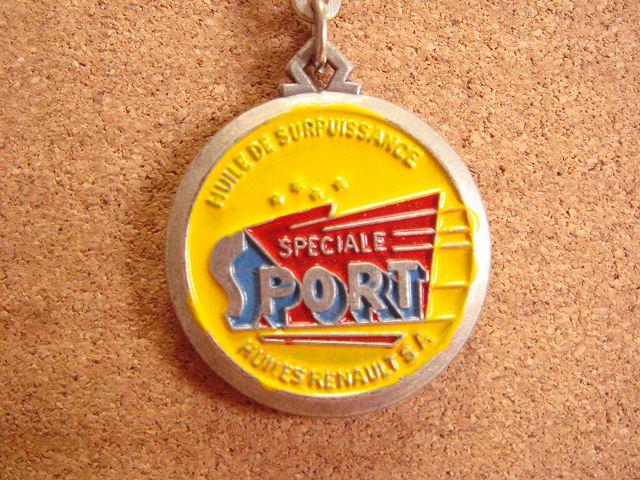 HUILE DE SURPUISSANCE
SPECIALE
SPORT
HUILES RENAULT S.A